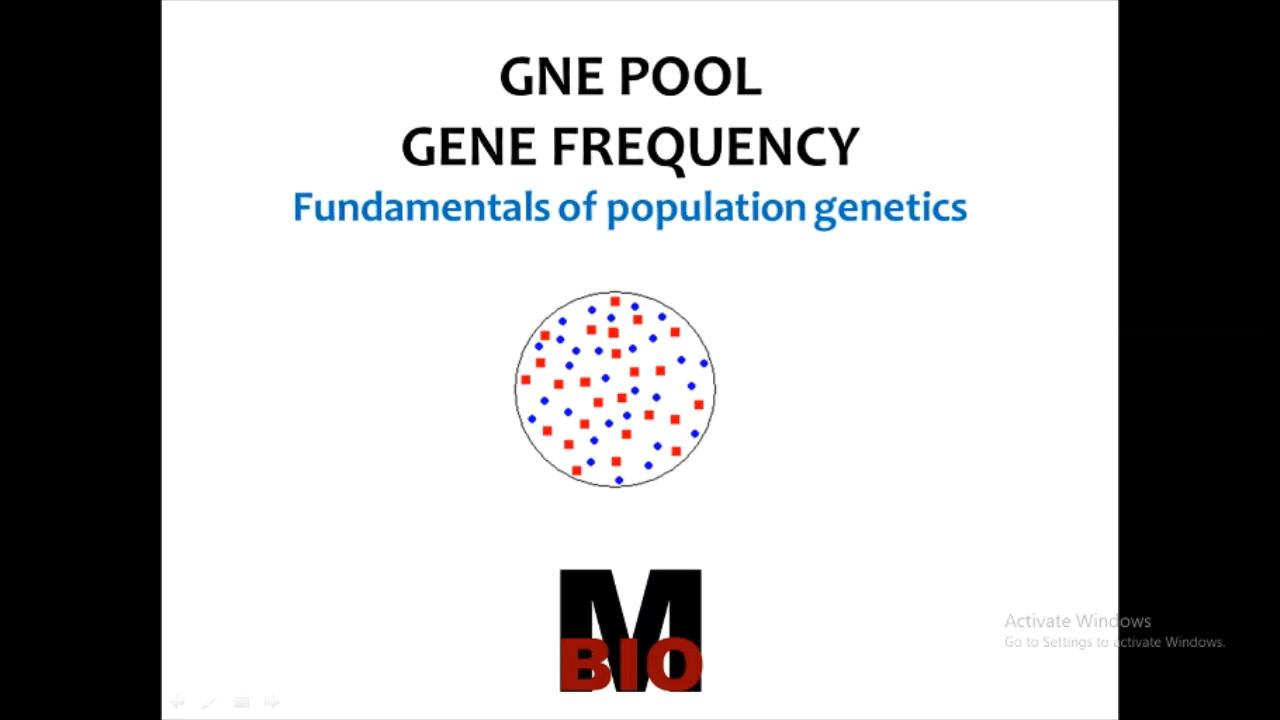 GNE POOL
GENE FREQUENCY
Fundamentals of population genetics
M
BIO
Activate Windows
Go to Settings to activate Windows.